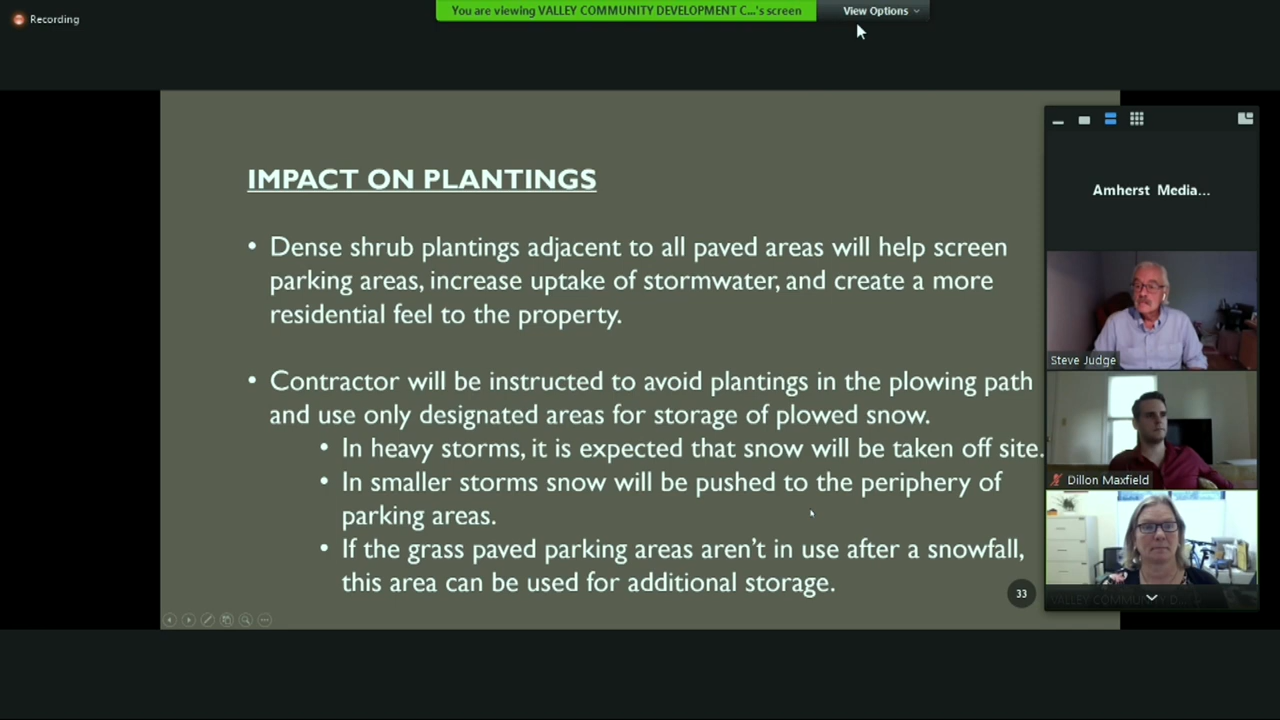 Recording
You are viewing VALLEY COMMUNITY DEVELOPMENT C...'s screen
View Options
IMPACT ON PLANTINGS
• Dense shrub plantings adjacent to all paved areas will help screen
parking areas, increase uptake of stormwater, and create a more
residential feel to the property.
• Contractor will be instructed to avoid plantings in the plowing path
and use only designated areas for storage of plowed snow.
• In heavy storms, it is expected that snow will be taken off site.
• In smaller storms snow will be pushed to the periphery of
parking areas.
• If the grass paved parking areas aren't in use after a snowfall,
this area can be used for additional storage.
33
Amherst Media...
Steve Judge
Dillon Maxfield
VALLEY COMMUNITY D...